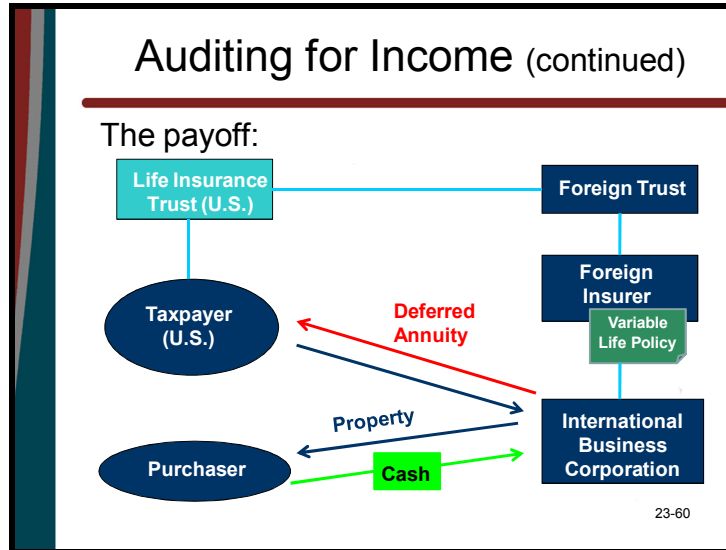 Auditing for Income (continued)
The payoff:
Life Insurance
Trust (U.S.)
Foreign Trust
Foreign
Insurer
Variable
Life Policy
Taxpayer
(U.S.)
Deferred
Annuity
Property
International
Business
Corporation
Purchaser
Cash
23-60